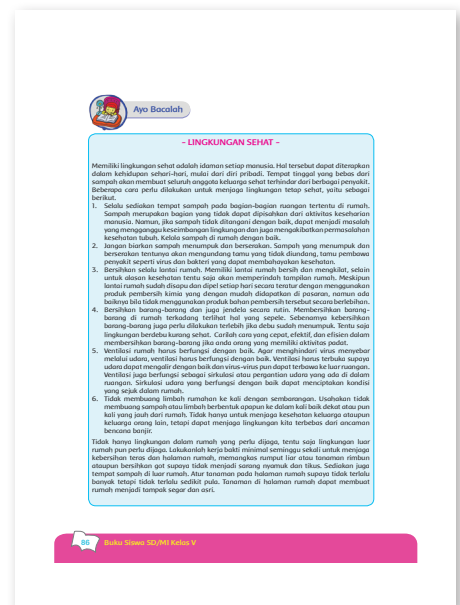 Ayo Bacalah
- LINGKUNGAN SEHAT -
Memiliki lingkungan sehat adalah idaman setiap manusia. Hal tersebut dapat diterapkan
dalam kehidupan sehari-hari, mulai dari diri pribadi. Tempat tinggal yang bebas dari
sampah akan membuat seluruh anggota keluarga sehat terhindar dari berbagai penyakit.
Beberapa cara perlu dilakukan untuk menjaga lingkungan tetap sehat, yaitu sebagai
berikut.
1. Selalu sediakan tempat sampah pada bagian-bagian ruangan tertentu di rumah.
Sampah merupakan bagian yang tidak dapat dipisahkan dari aktivitas keseharian
manusia. Namun, jika sampah tidak ditangani dengan baik, dapat menjadi masalah
yang mengganggu keseimbangan lingkungan dan juga mengakibatkan permasalahan
kesehatan tubuh. Kelola sampah di rumah dengan baik.
2. Jangan biarkan sampah menumpuk dan berserakan. Sampah yang menumpuk dan
berserakan tentunya akan mengundang tamu yang tidak diundang, tamu pembawa
penyakit seperti virus dan bakteri yang dapat membahayakan kesehatan.
3. Bersihkan selalu lantai rumah. Memiliki lantai rumah bersih dan mengkilat, selain
untuk alasan kesehatan tentu saja akan memperindah tampilan rumah. Meskipun
lantai rumah sudah disapu dan dipel setiap hari secara teratur dengan menggunakan
produk pembersih kimia yang dengan mudah didapatkan di pasaran, namun ada
baiknya bila tidak menggunakan produk bahan pembersih tersebut secara berlebihan.
4. Bersihkan barang-barang dan juga jendela secara rutin. Membersihkan barang-
barang di rumah terkadang terlihat hal yang sepele. Sebenarnya kebersihkan
barang-barang juga perlu dilakukan terlebih jika debu sudah menumpuk. Tentu saja
lingkungan berdebu kurang sehat. Carilah cara yang cepat, efektif, dan efisien dalam
membersihkan barang-barang jika anda orang yang memiliki aktivitas padat.
5. Ventilasi rumah harus berfungsi dengan baik. Agar menghindari virus menyebar
melalui udara, ventilasi harus berfungsi dengan baik. Ventilasi harus terbuka supaya
udara dapat mengalir dengan baik dan virus-virus pun dapat terbawa ke luar ruangan.
Ventilasi juga berfungsi sebagai sirkulasi atau pergantian udara yang ada di dalam
ruangan. Sirkulasi udara yang berfungsi dengan baik dapat menciptakan kondisi
yang sejuk dalam rumah.
6. Tidak membuang limbah rumahan ke kali dengan sembarangan. Usahakan tidak
membuang sampah atau limbah berbentuk apapun ke dalam kali baik dekat atau pun
kali yang jauh dari rumah. Tidak hanya untuk menjaga kesehatan keluarga ataupun
keluarga orang lain, tetapi dapat menjaga lingkungan kita terbebas dari ancaman
bencana banjir.
Tidak hanya lingkungan dalam rumah yang perlu dijaga, tentu saja lingkungan luar
rumah pun perlu dijaga. Lakukanlah kerja bakti minimal seminggu sekali untuk menjaga
kebersihan teras dan halaman rumah, memangkas rumput liar atau tanaman rimbun
ataupun bersihkan got supaya tidak menjadi sarang nyamuk dan tikus. Sediakan juga
tempat sampah di luar rumah. Atur tanaman pada halaman rumah supaya tidak terlalu
banyak tetapi tidak terlalu sedikit pula. Tanaman di halaman rumah dapat membuat
rumah menjadi tampak segar dan asri.
86 Buku Siswa SD/MI Kelas V